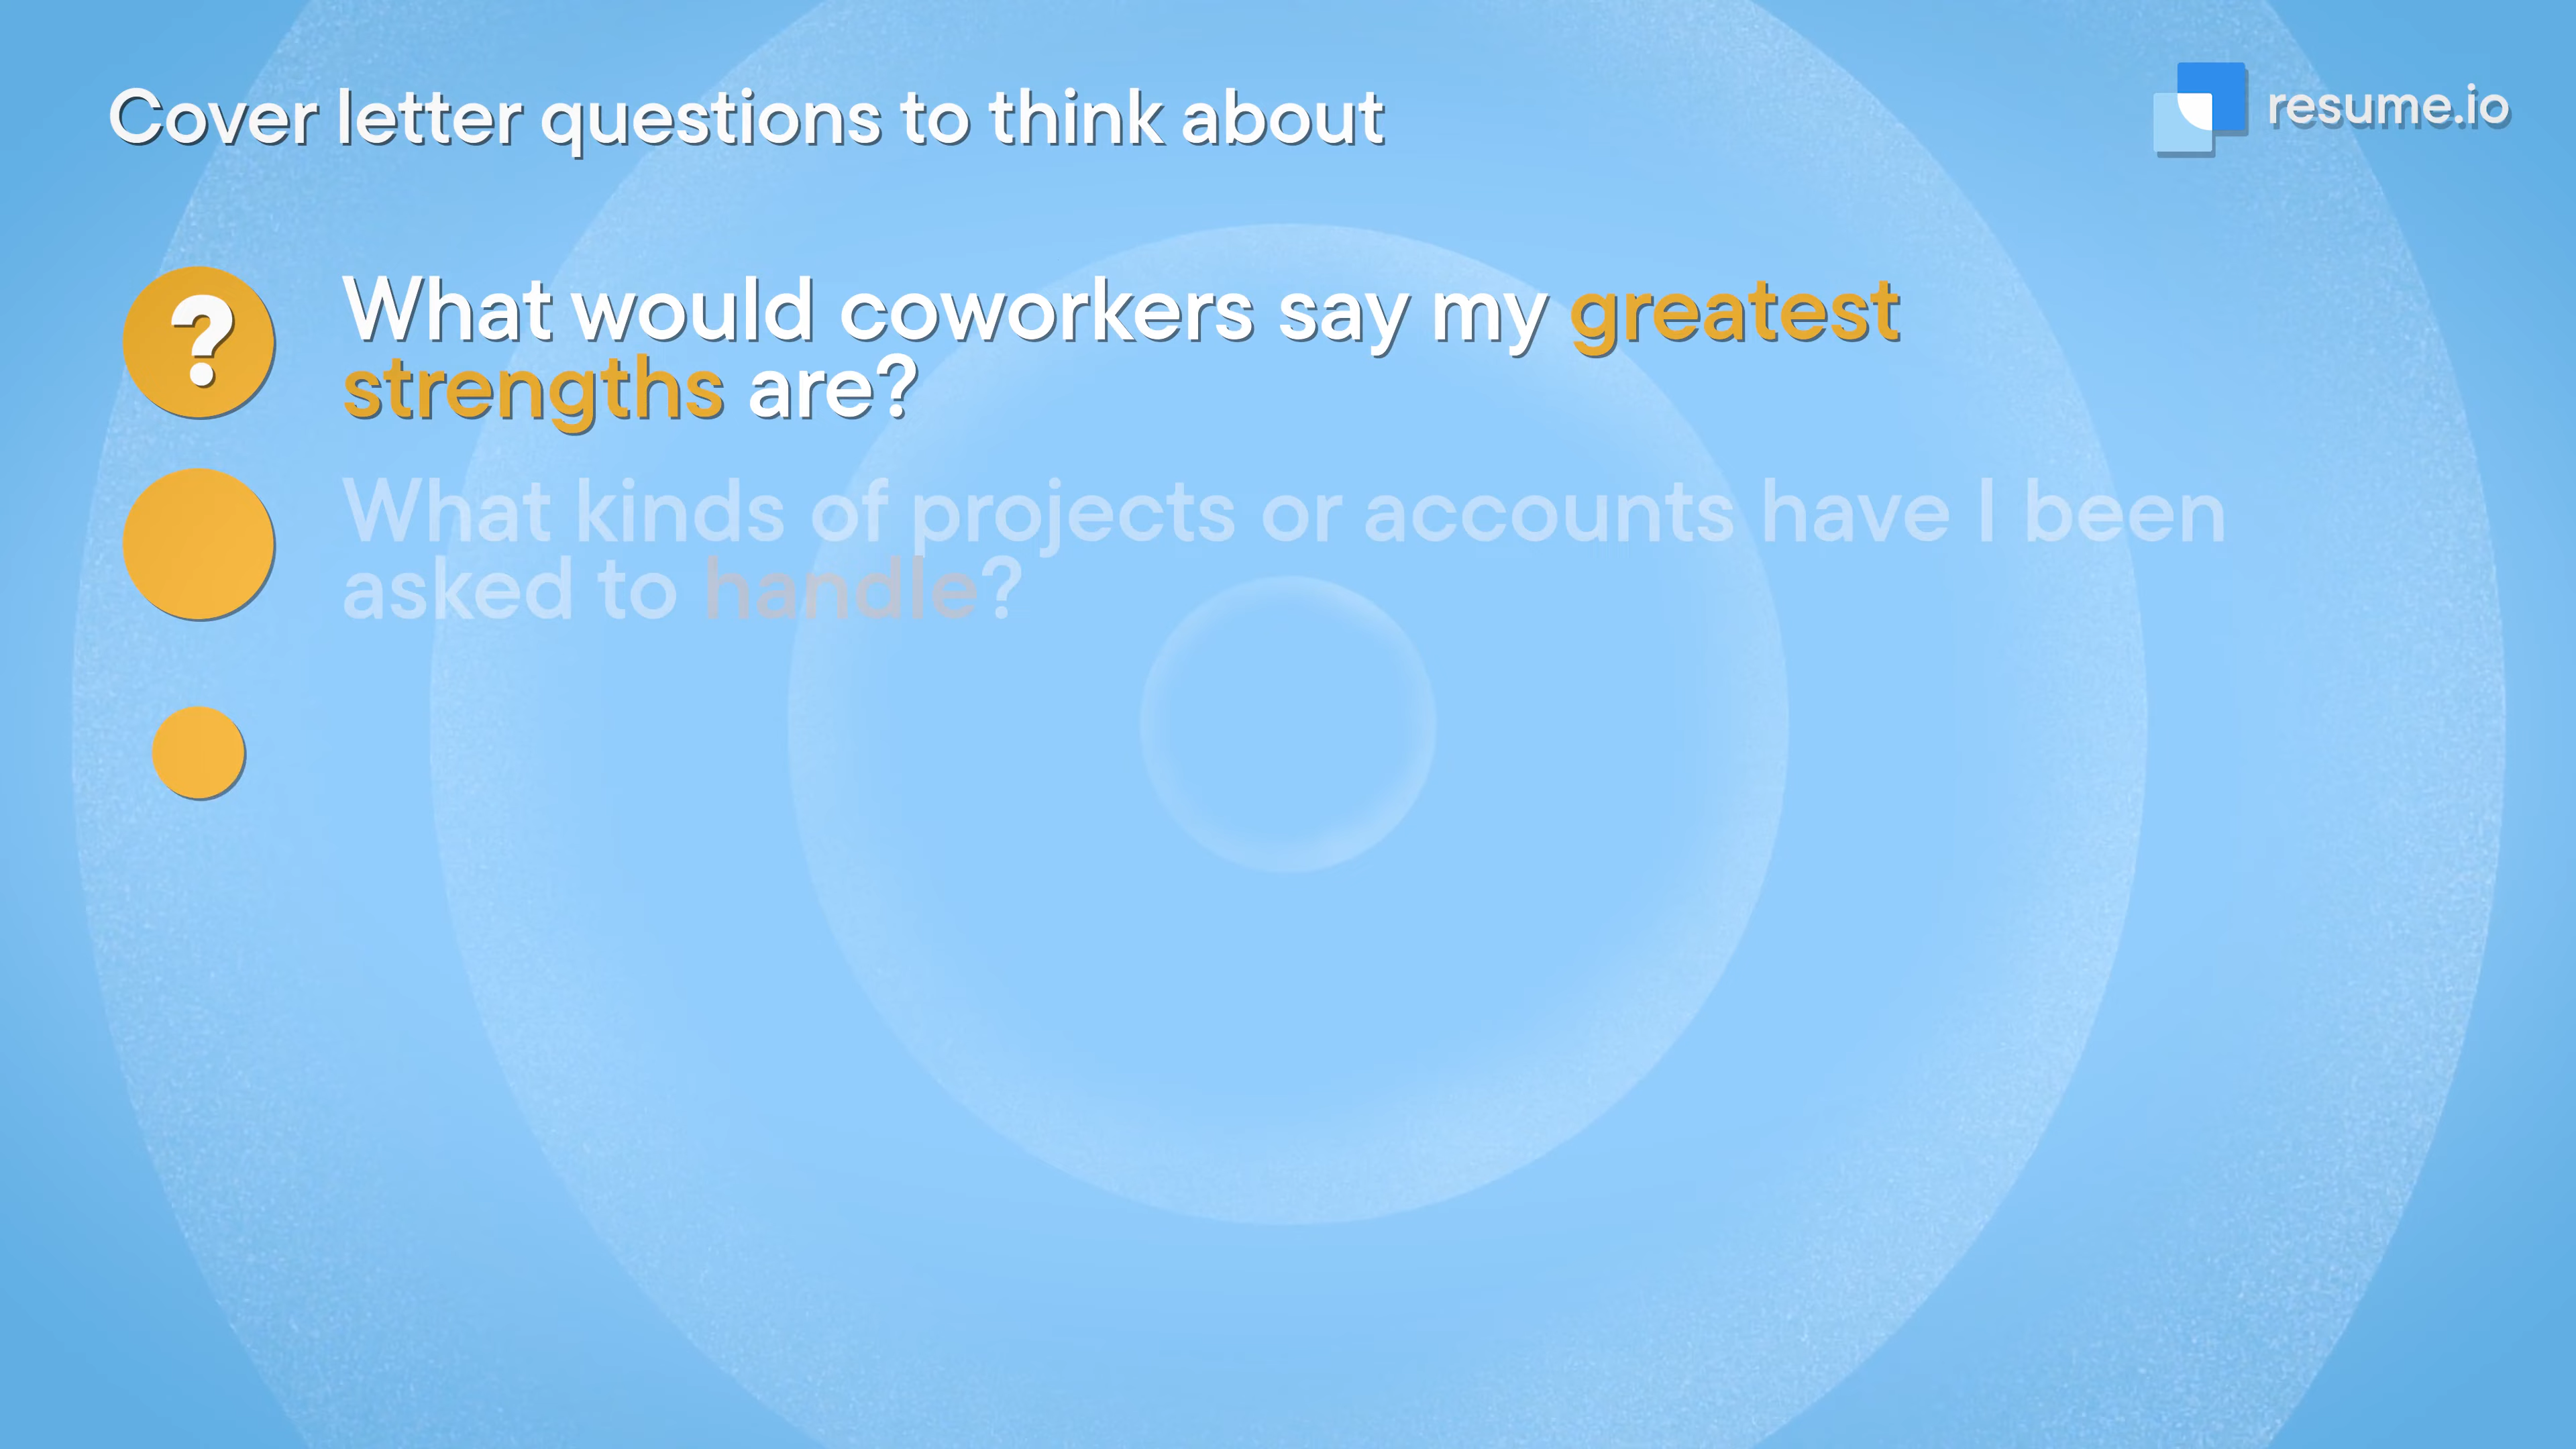 Cover letter questions to think about
resume.io
?
What would coworkers say my greatest
strengths are?
What kinds of projects or accounts have I been
asked to handle?